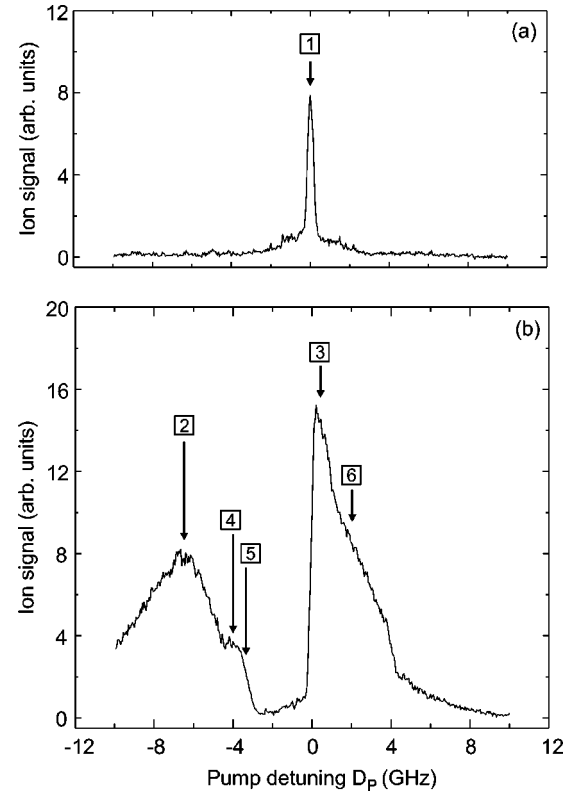 12
(a)
1
Ion signal (arb. units)
8
4
0
20
(b)
3
16
2
6
12
4
5
Ion signal (arb. units)
8
4
0
-12 -8 -4 0 4 8 12
Pump detuning D_P (GHz)